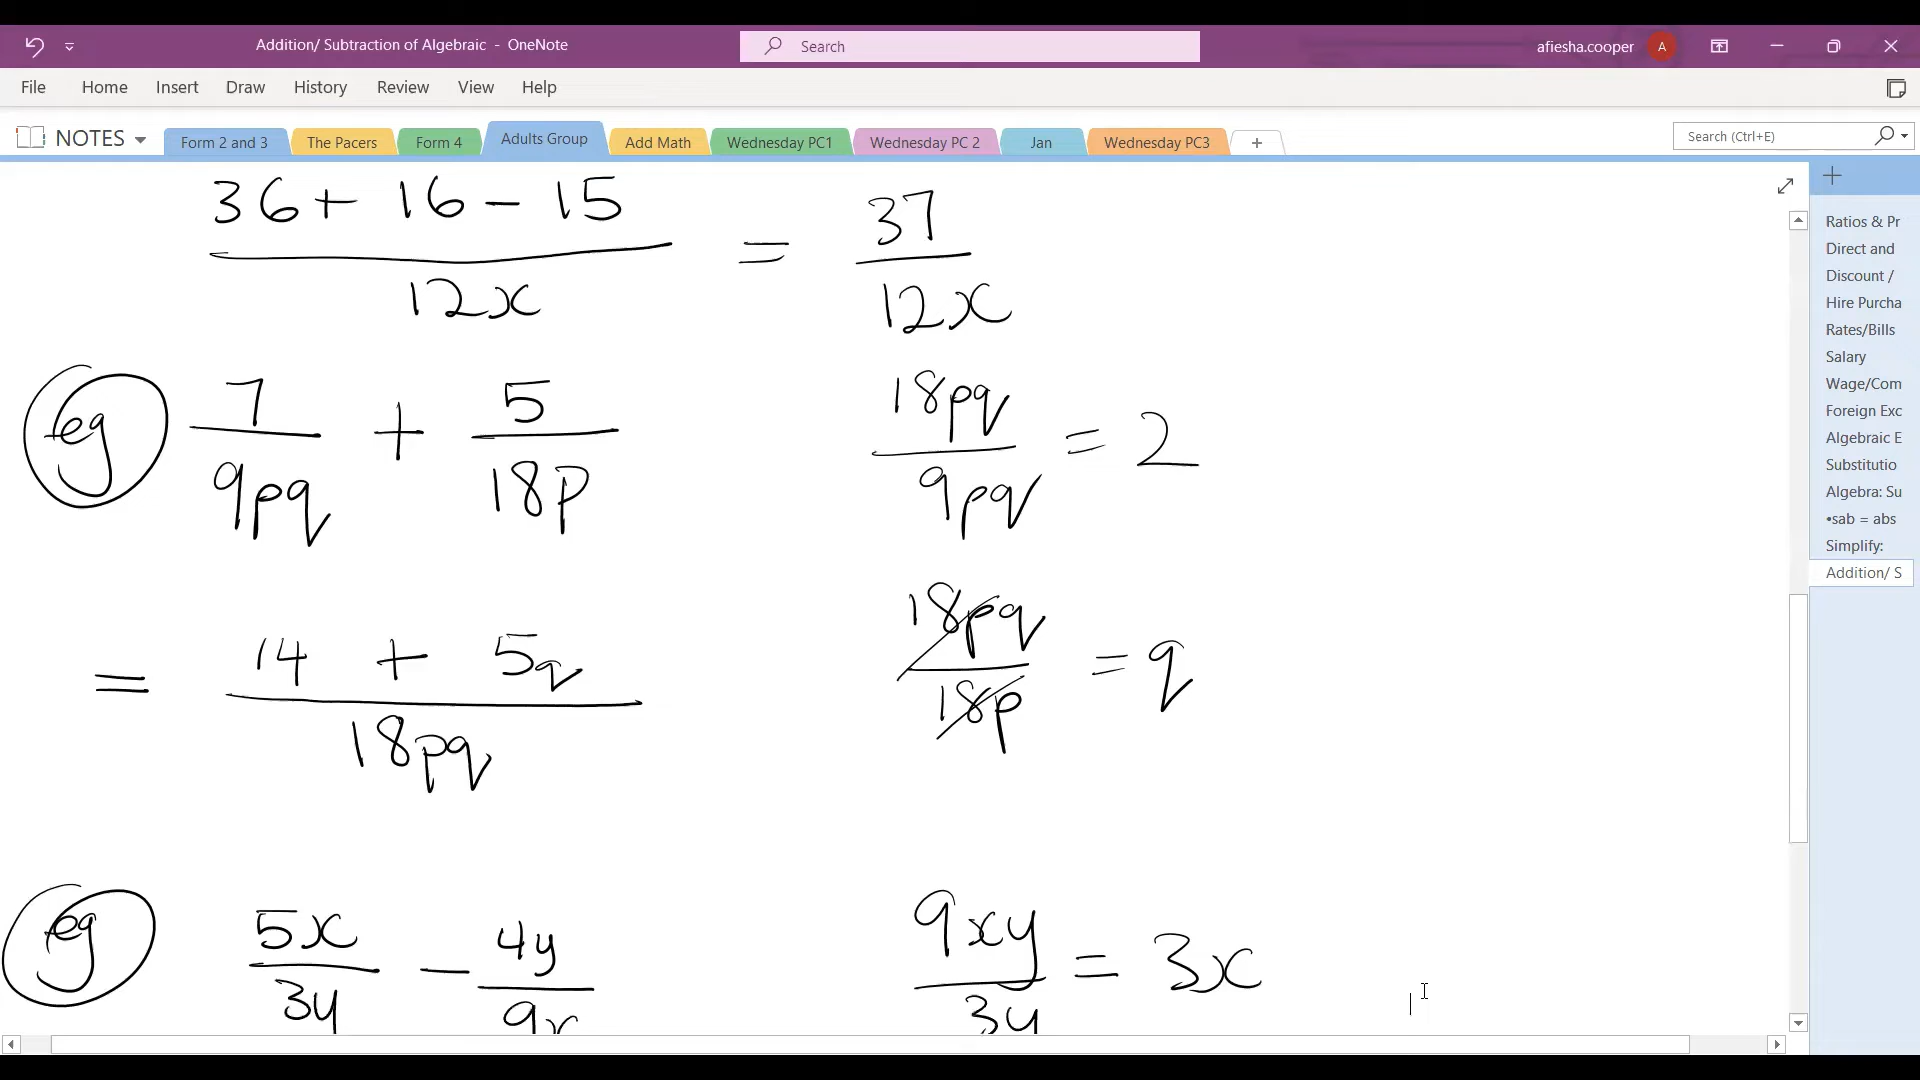 Addition/ Subtraction of Algebraic - OneNote
Search
afiesha.cooper A
File Home Insert Draw History Review View Help
NOTES
Form 2 and 3 The Pacers Form 4 Adults Group Add Math Wednesday PC1 Wednesday PC 2 Jan Wednesday PC3 +
Search (Ctrl+E)
36 + 16 - 15 / 12x = 37 / 12x
eg 7 / 9pq + 5 / 18p
18pq / 9pq = 2
= 14 + 5q / 18pq
18pq / 18p = q
eg 5x / 3y - 4y / 9x
9xy / 3y = 3x
Ratios & Pr
Direct and
Discount /
Hire Purcha
Rates/Bills
Salary
Wage/Com
Foreign Exc
Algebraic E
Substitutio
Algebra: Su
•sab = abs
Simplify:
Addition/ S